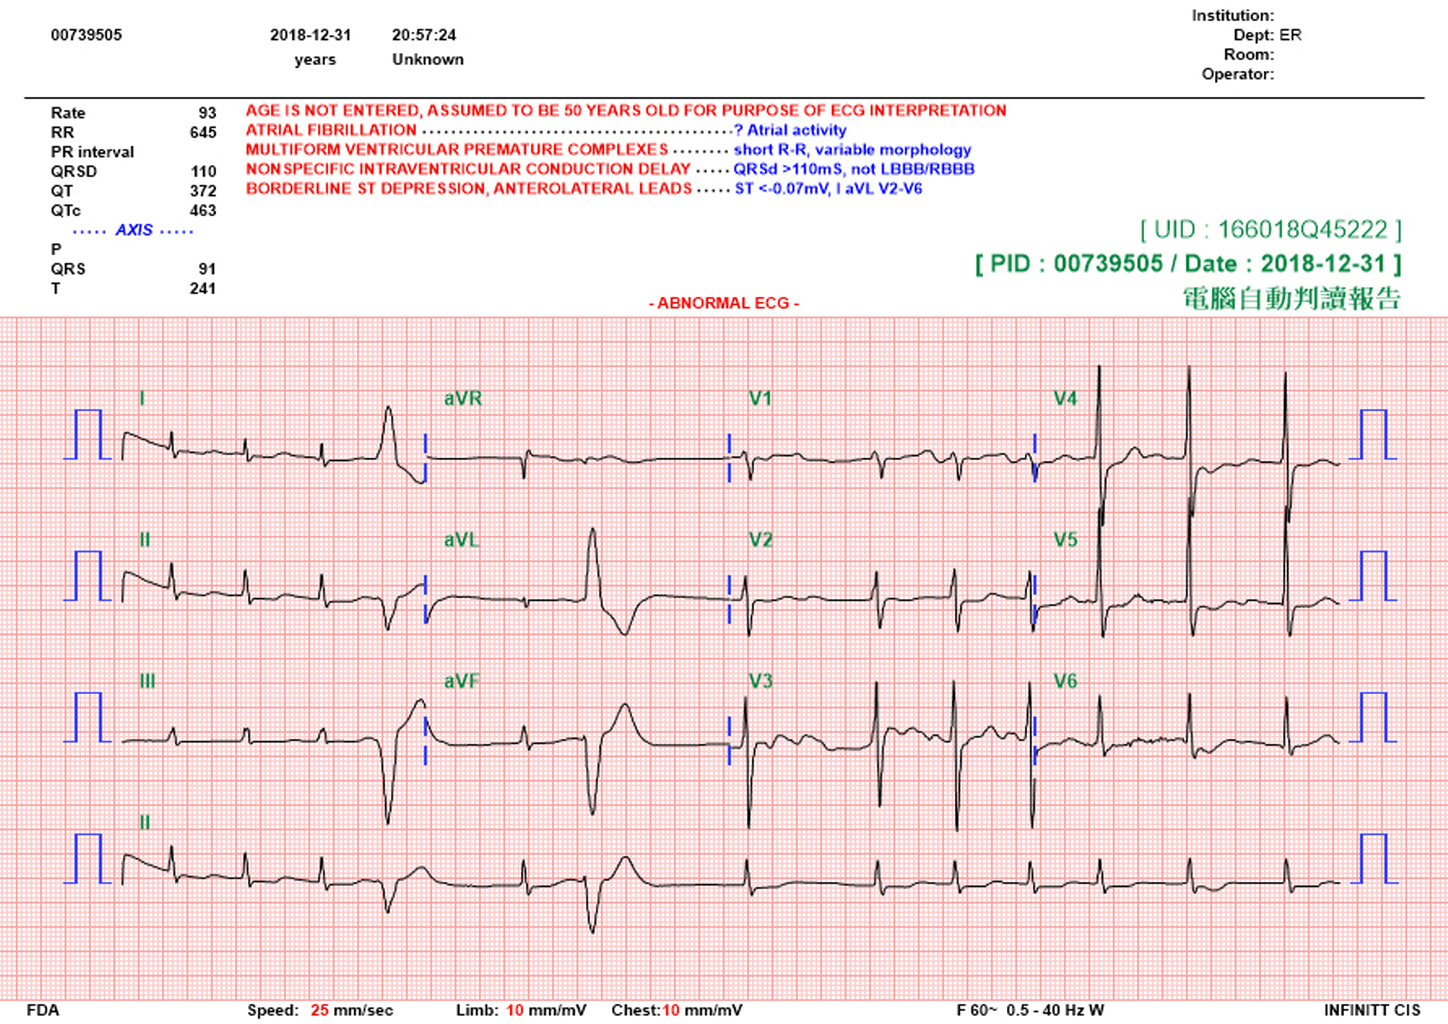 Institution:
00739505 2018-12-31 20:57:24 Dept: ER
years Unknown Room:
Operator:
Rate 93 AGE IS NOT ENTERED, ASSUMED TO BE 50 YEARS OLD FOR PURPOSE OF ECG INTERPRETATION
RR 645 ATRIAL FIBRILLATION ........................................... ? Atrial activity
PR interval MULTIFORM VENTRICULAR PREMATURE COMPLEXES ........ short R-R, variable morphology
QRSD 110 NONSPECIFIC INTRAVENTRICULAR CONDUCTION DELAY ..... QRSd >110mS, not LBBB/RBBB
QT 372 BORDERLINE ST DEPRESSION, ANTEROLATERAL LEADS ..... ST <-0.07mV, I aVL V2-V6
QTc 463
..... AXIS .....
P
QRS 91
T 241
[ UID : 166018Q45222 ]
[ PID : 00739505 / Date : 2018-12-31 ]
電腦自動判讀報告
- ABNORMAL ECG -
I aVR V1 V4
II aVL V2 V5
III aVF V3 V6
II
FDA Speed: 25 mm/sec Limb: 10 mm/mV Chest:10 mm/mV F 60~ 0.5 - 40 Hz W INFINITT CIS